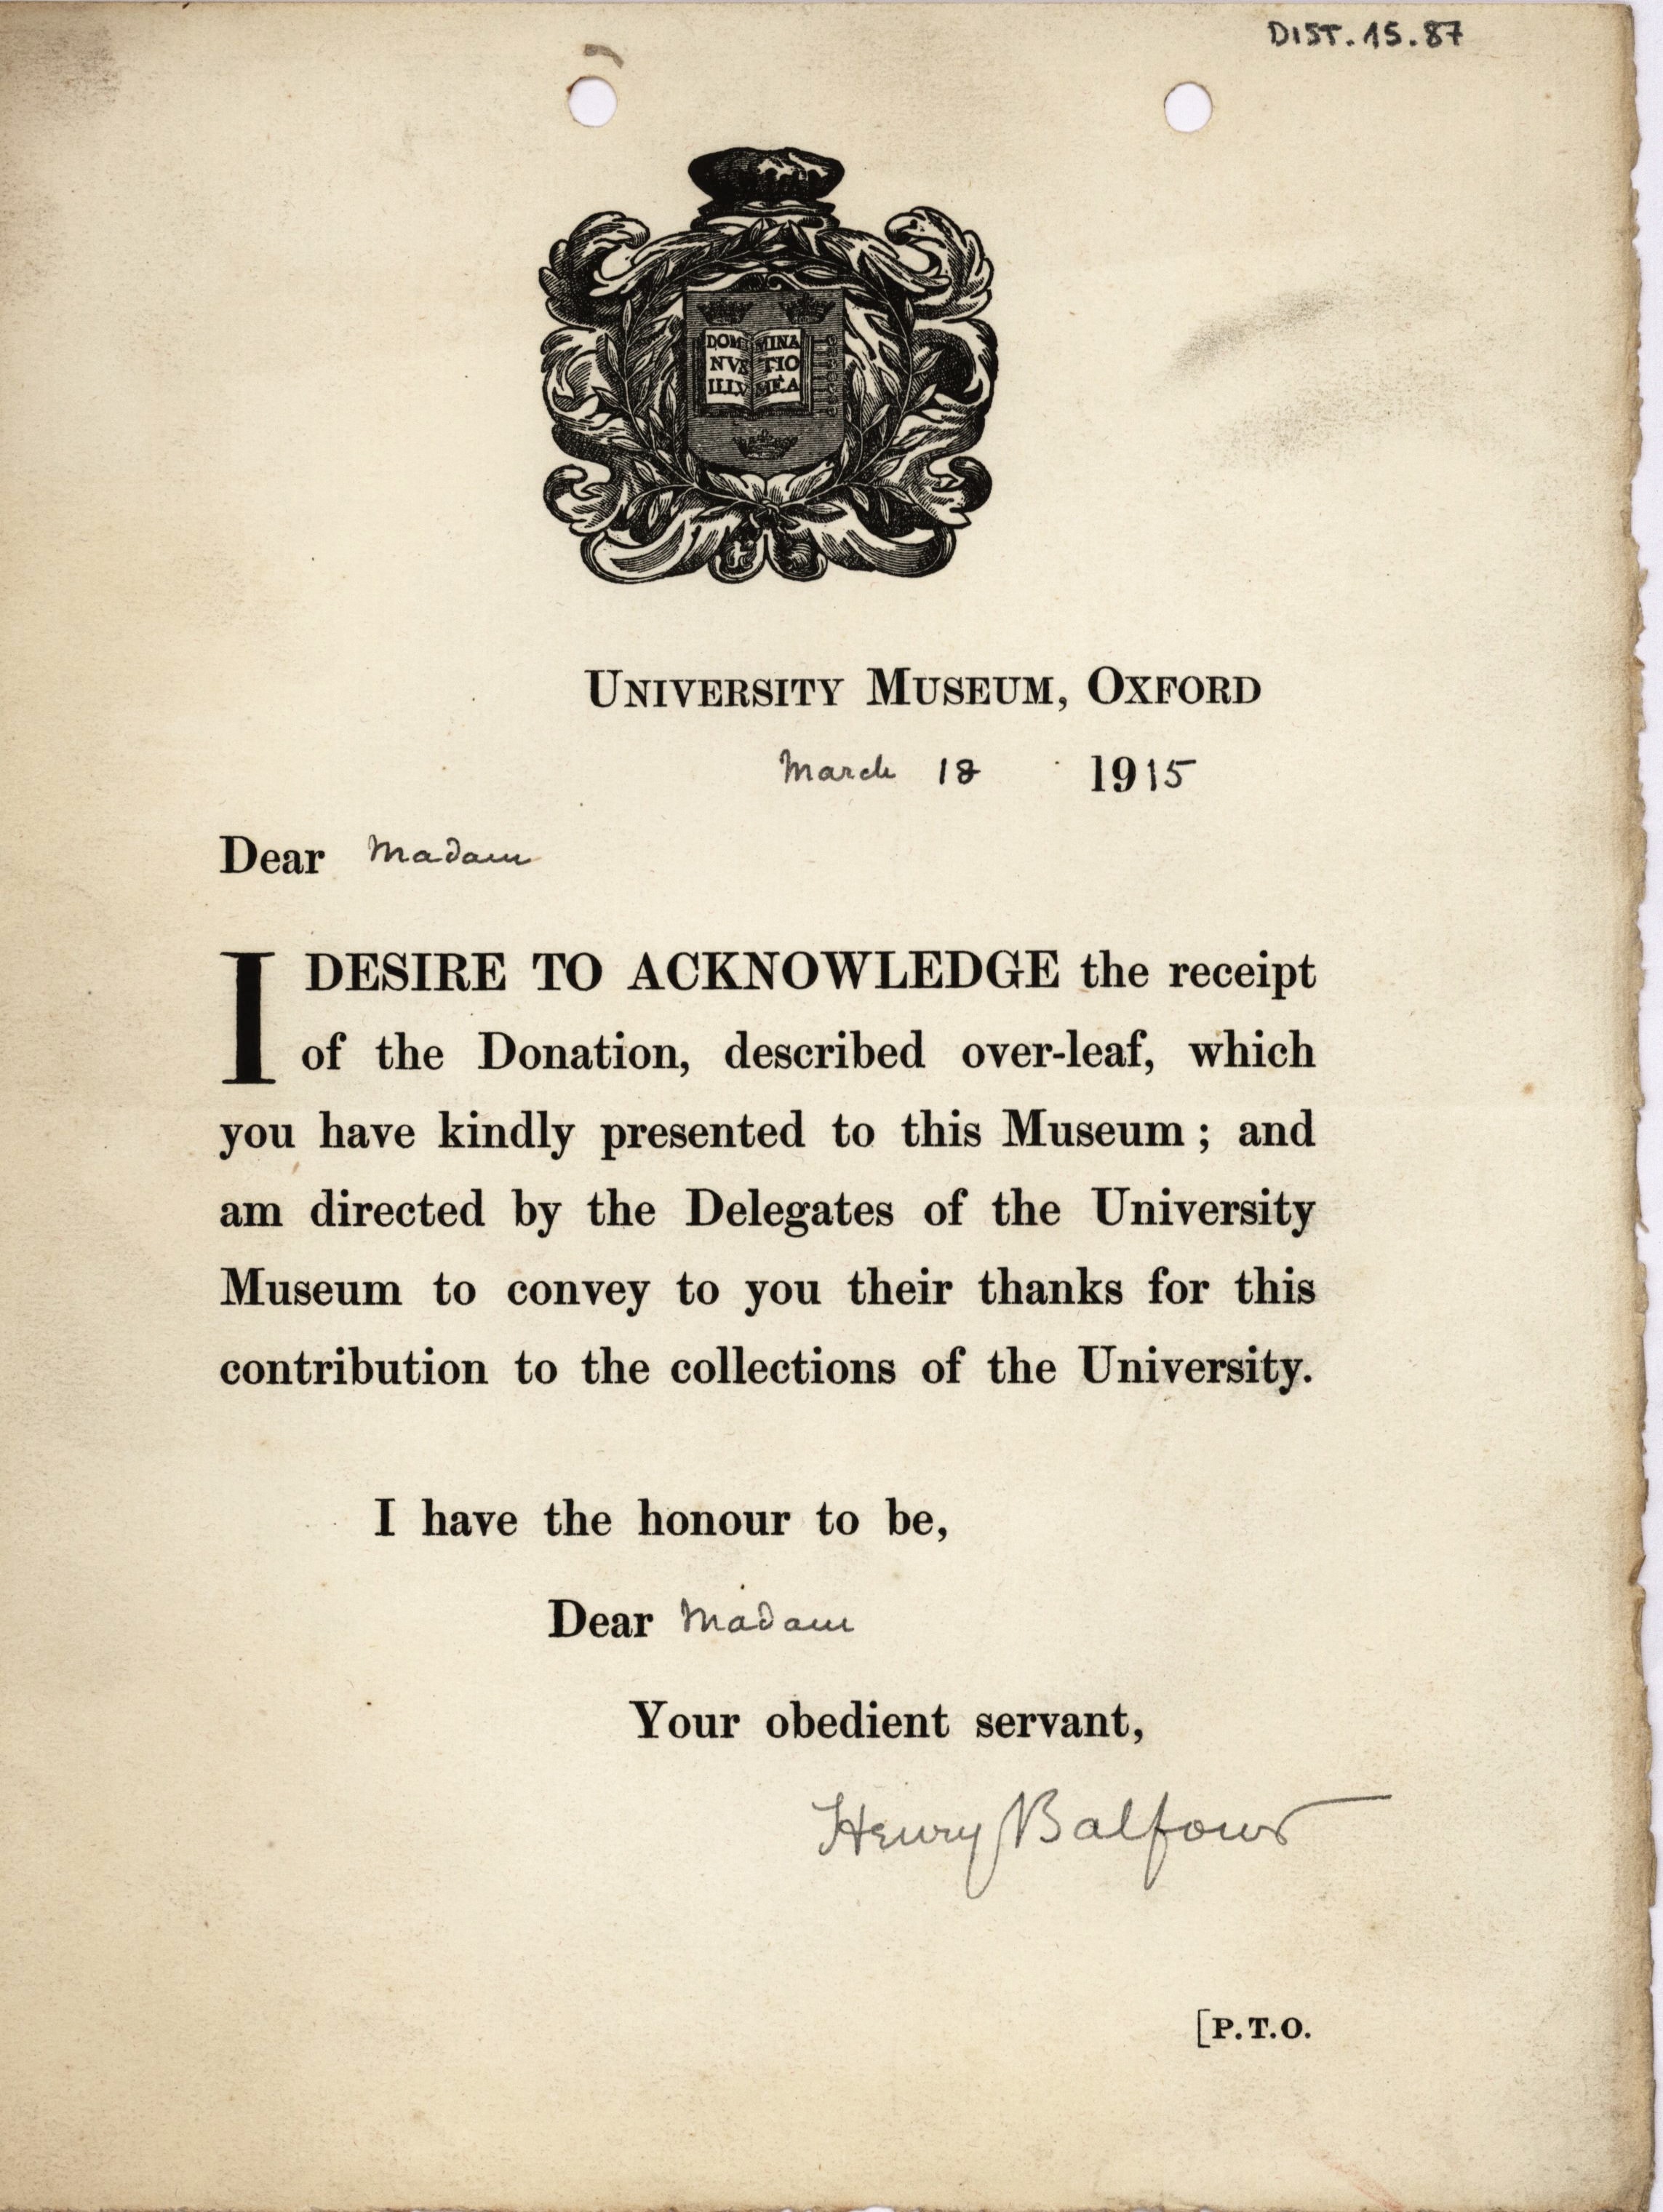 DIST.15.87
DOMI MINA
NVS TIO
ILLV MEA
UNIVERSITY MUSEUM, OXFORD
March 18 1915
Dear Madam
I DESIRE TO ACKNOWLEDGE the receipt
of the Donation, described over-leaf, which
you have kindly presented to this Museum; and
am directed by the Delegates of the University
Museum to convey to you their thanks for this
contribution to the collections of the University.
I have the honour to be,
Dear Madam
Your obedient servant,
Henry Balfour
[P.T.O.